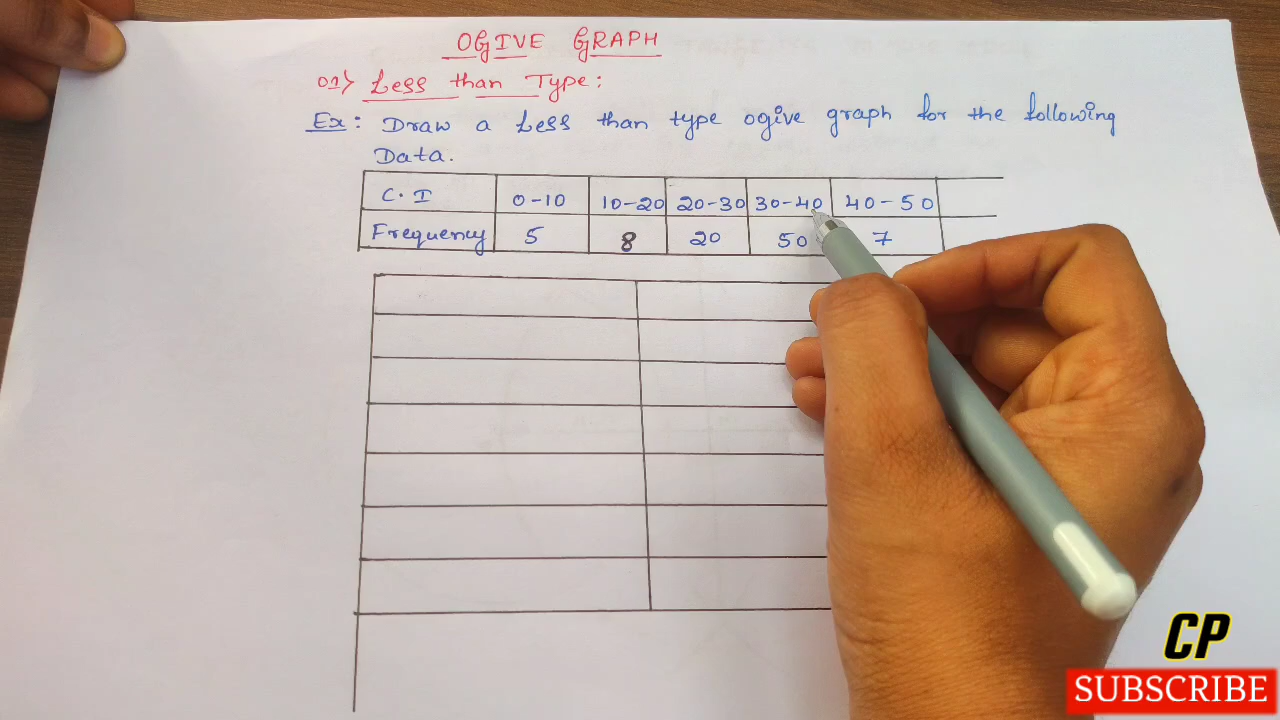 OGIVE GRAPH
01) Less than Type:
Ex: Draw a Less than type ogive graph for the following
Data.
C.I 0-10 10-20 20-30 30-40 40-50
Frequency 5 8 20 50 7
CP
SUBSCRIBE